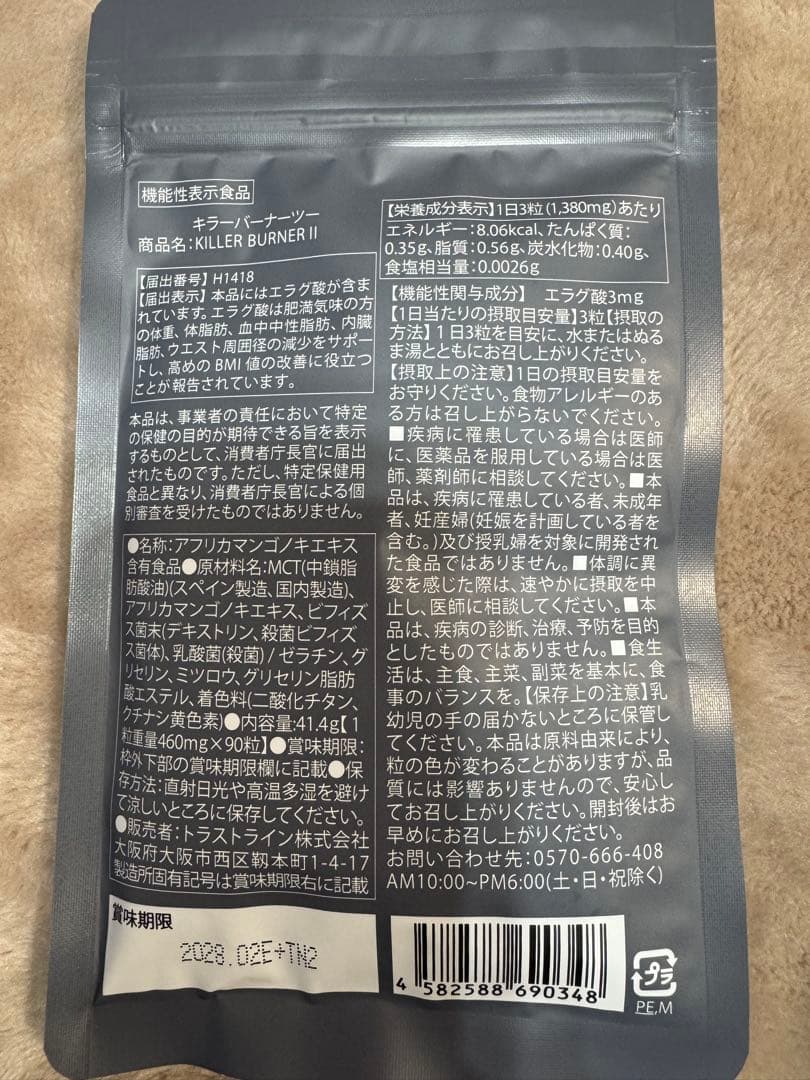 機能性表示食品
キラーバーナーツー
商品名:KILLER BURNER II
【届出番号】H1418
【届出表示】本品にはエラグ酸が含ま
れています。エラグ酸は肥満気味の方
の体重、体脂肪、血中中性脂肪、内臓
脂肪、ウエスト周囲径の減少をサポー
トし、高めのBMI値の改善に役立つ
ことが報告されています。
本品は、事業者の責任において特定
の保健の目的が期待できる旨を表示
するものとして、消費者庁長官に届出
されたものです。ただし、特定保健用
食品と異なり、消費者庁長官による個
別審査を受けたものではありません。
●名称:アフリカマンゴノキエキス
含有食品●原材料名:MCT(中鎖脂
肪酸油)(スペイン製造、国内製造)、
アフリカマンゴノキエキス、ビフィズ
ス菌末(デキストリン、殺菌ビフィズ
ス菌体)、乳酸菌(殺菌)/ゼラチン、グ
リセリン、ミツロウ、グリセリン脂肪
酸エステル、着色料(二酸化チタン、
クチナシ黄色素)●内容量:41.4g【1
粒重量460mg×90粒】●賞味期限:
枠外下部の賞味期限欄に記載●保
存方法:直射日光や高温多湿を避け
て涼しいところに保存してください。
●販売者:トラストライン株式会社
大阪府大阪市西区靱本町1-4-17
製造所固有記号は賞味期限右に記載
賞味期限
2028.02E+TN2
【栄養成分表示】1日3粒(1,380mg)あたり
エネルギー:8.06kcal、たんぱく質:
0.35g、脂質:0.56g、炭水化物:0.40g、
食塩相当量:0.0026g
【機能性関与成分】 エラグ酸3mg
【1日当たりの摂取目安量】3粒【摂取の
方法】1日3粒を目安に、水またはぬる
ま湯とともにお召し上がりください。
【摂取上の注意】1日の摂取目安量を
お守りください。食物アレルギーのあ
る方は召し上がらないでください。
■疾病に罹患している場合は医師
に、医薬品を服用している場合は医
師、薬剤師に相談してください。■本
品は、疾病に罹患している者、未成年
者、妊産婦(妊娠を計画している者を
含む。)及び授乳婦を対象に開発され
た食品ではありません。■体調に異
変を感じた際は、速やかに摂取を中
止し、医師に相談してください。■本
品は、疾病の診断、治療、予防を目的
としたものではありません。■食生
活は、主食、主菜、副菜を基本に、食
事のバランスを。【保存上の注意】乳
幼児の手の届かないところに保管し
てください。本品は原料由来により、
粒の色が変わることがありますが、品
質には影響ありませんので、安心し
てお召し上がりください。開封後はお
早めにお召し上がりください。
お問い合わせ先:0570-666-408
AM10:00~PM6:00(土・日・祝除く)
4 582588 690348
プラ
PE,M